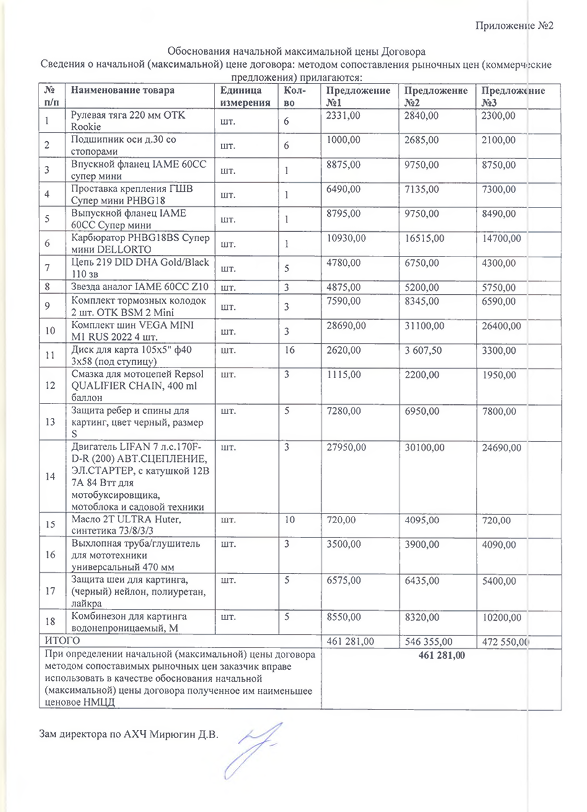 Приложение №2
Обоснования начальной максимальной цены Договора
Сведения о начальной (максимальной) цене договора: методом сопоставления рыночных цен (коммерческие
предложения) прилагаются:
№ п/п Наименование товара Единица измерения Кол-во Предложение №1 Предложение №2 Предложение №3
1 Рулевая тяга 220 мм ОТК Rookie шт. 6 2331,00 2840,00 2300,00
2 Подшипник оси д.30 со стопорами шт. 6 1000,00 2685,00 2100,00
3 Впускной фланец IAME 60CC супер мини шт. 1 8875,00 9750,00 8750,00
4 Проставка крепления ГШВ Супер мини PHBG18 шт. 1 6490,00 7135,00 7300,00
5 Выпускной фланец IAME 60CC Супер мини шт. 1 8795,00 9750,00 8490,00
6 Карбюратор PHBG18BS Супер мини DELLORTO шт. 1 10930,00 16515,00 14700,00
7 Цепь 219 DID DHA Gold/Black 110 зв шт. 5 4780,00 6750,00 4300,00
8 Звезда аналог IAME 60CC Z10 шт. 3 4875,00 5200,00 5750,00
9 Комплект тормозных колодок 2 шт. ОТК BSM 2 Mini шт. 3 7590,00 8345,00 6590,00
10 Комплект шин VEGA MINI M1 RUS 2022 4 шт. шт. 3 28690,00 31100,00 26400,00
11 Диск для карта 105х5" ф40 3х58 (под ступицу) шт. 16 2620,00 3 607,50 3300,00
12 Смазка для мотоцепей Repsol QUALIFIER CHAIN, 400 ml баллон шт. 3 1115,00 2200,00 1950,00
13 Защита ребер и спины для картинг, цвет черный, размер S шт. 5 7280,00 6950,00 7800,00
14 Двигатель LIFAN 7 л.с.170F-D-R (200) АВТ.СЦЕПЛЕНИЕ, ЭЛ.СТАРТЕР, с катушкой 12В 7А 84 Втт для мотобуксировщика, мотоблока и садовой техники шт. 3 27950,00 30100,00 24690,00
15 Масло 2Т ULTRA Huter, синтетика 73/8/3/3 шт. 10 720,00 4095,00 720,00
16 Выхлопная труба/глушитель для мототехники универсальный 470 мм шт. 3 3500,00 3900,00 4090,00
17 Защита шеи для картинга, (черный) нейлон, полиуретан, лайкра шт. 5 6575,00 6435,00 5400,00
18 Комбинезон для картинга водонепроницаемый, М шт. 5 8550,00 8320,00 10200,00
ИТОГО 461 281,00 546 355,00 472 550,00
При определении начальной (максимальной) цены договора
методом сопоставимых рыночных цен заказчик вправе
использовать в качестве обоснования начальной
(максимальной) цены договора полученное им наименьшее
ценовое НМЦД
461 281,00
Зам директора по АХЧ Мирюгин Д.В.